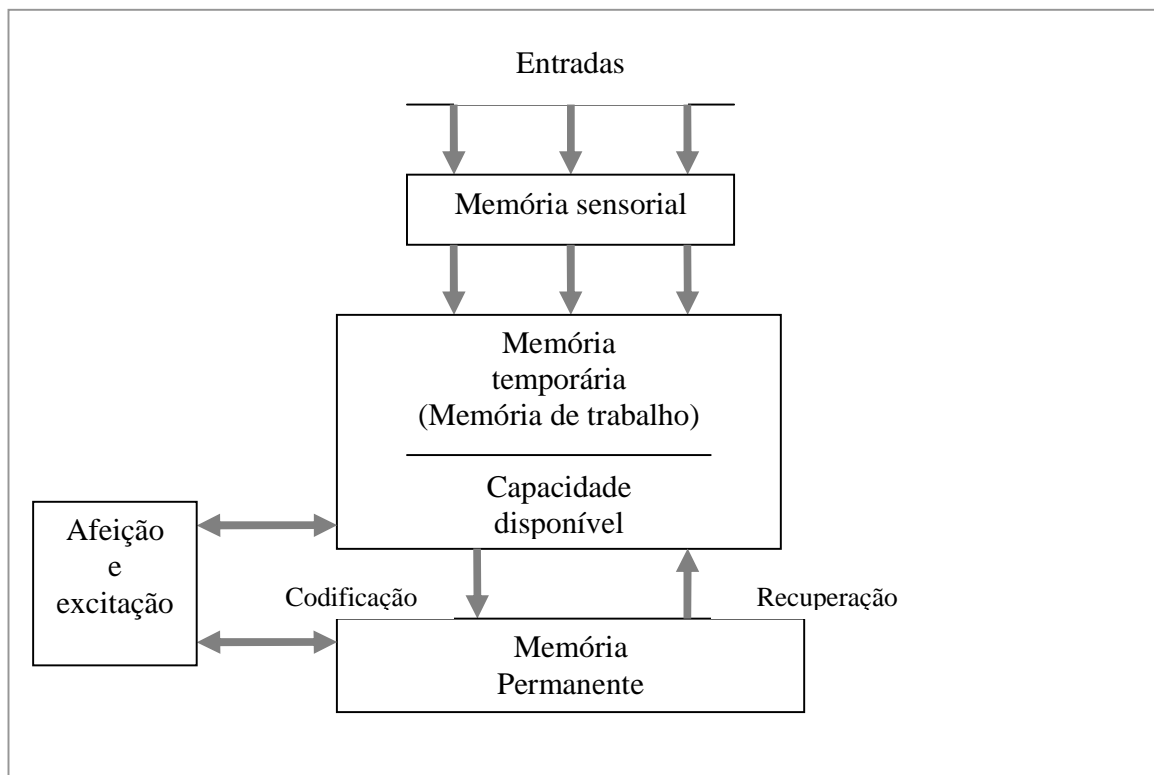 Entradas
Memória sensorial
Memória
temporária
(Memória de trabalho)
Capacidade
disponível
Afeição
e
excitação
Codificação
Recuperação
Memória
Permanente